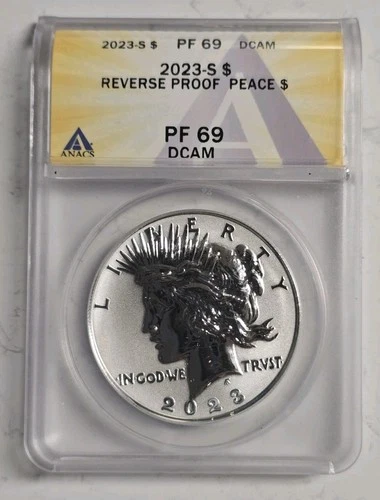 2023-S $ PF 69 DCAM
2023-S $
REVERSE PROOF PEACE $
ANACS
PF 69
DCAM
LIBERTY
IN GOD WE TRVST
2023